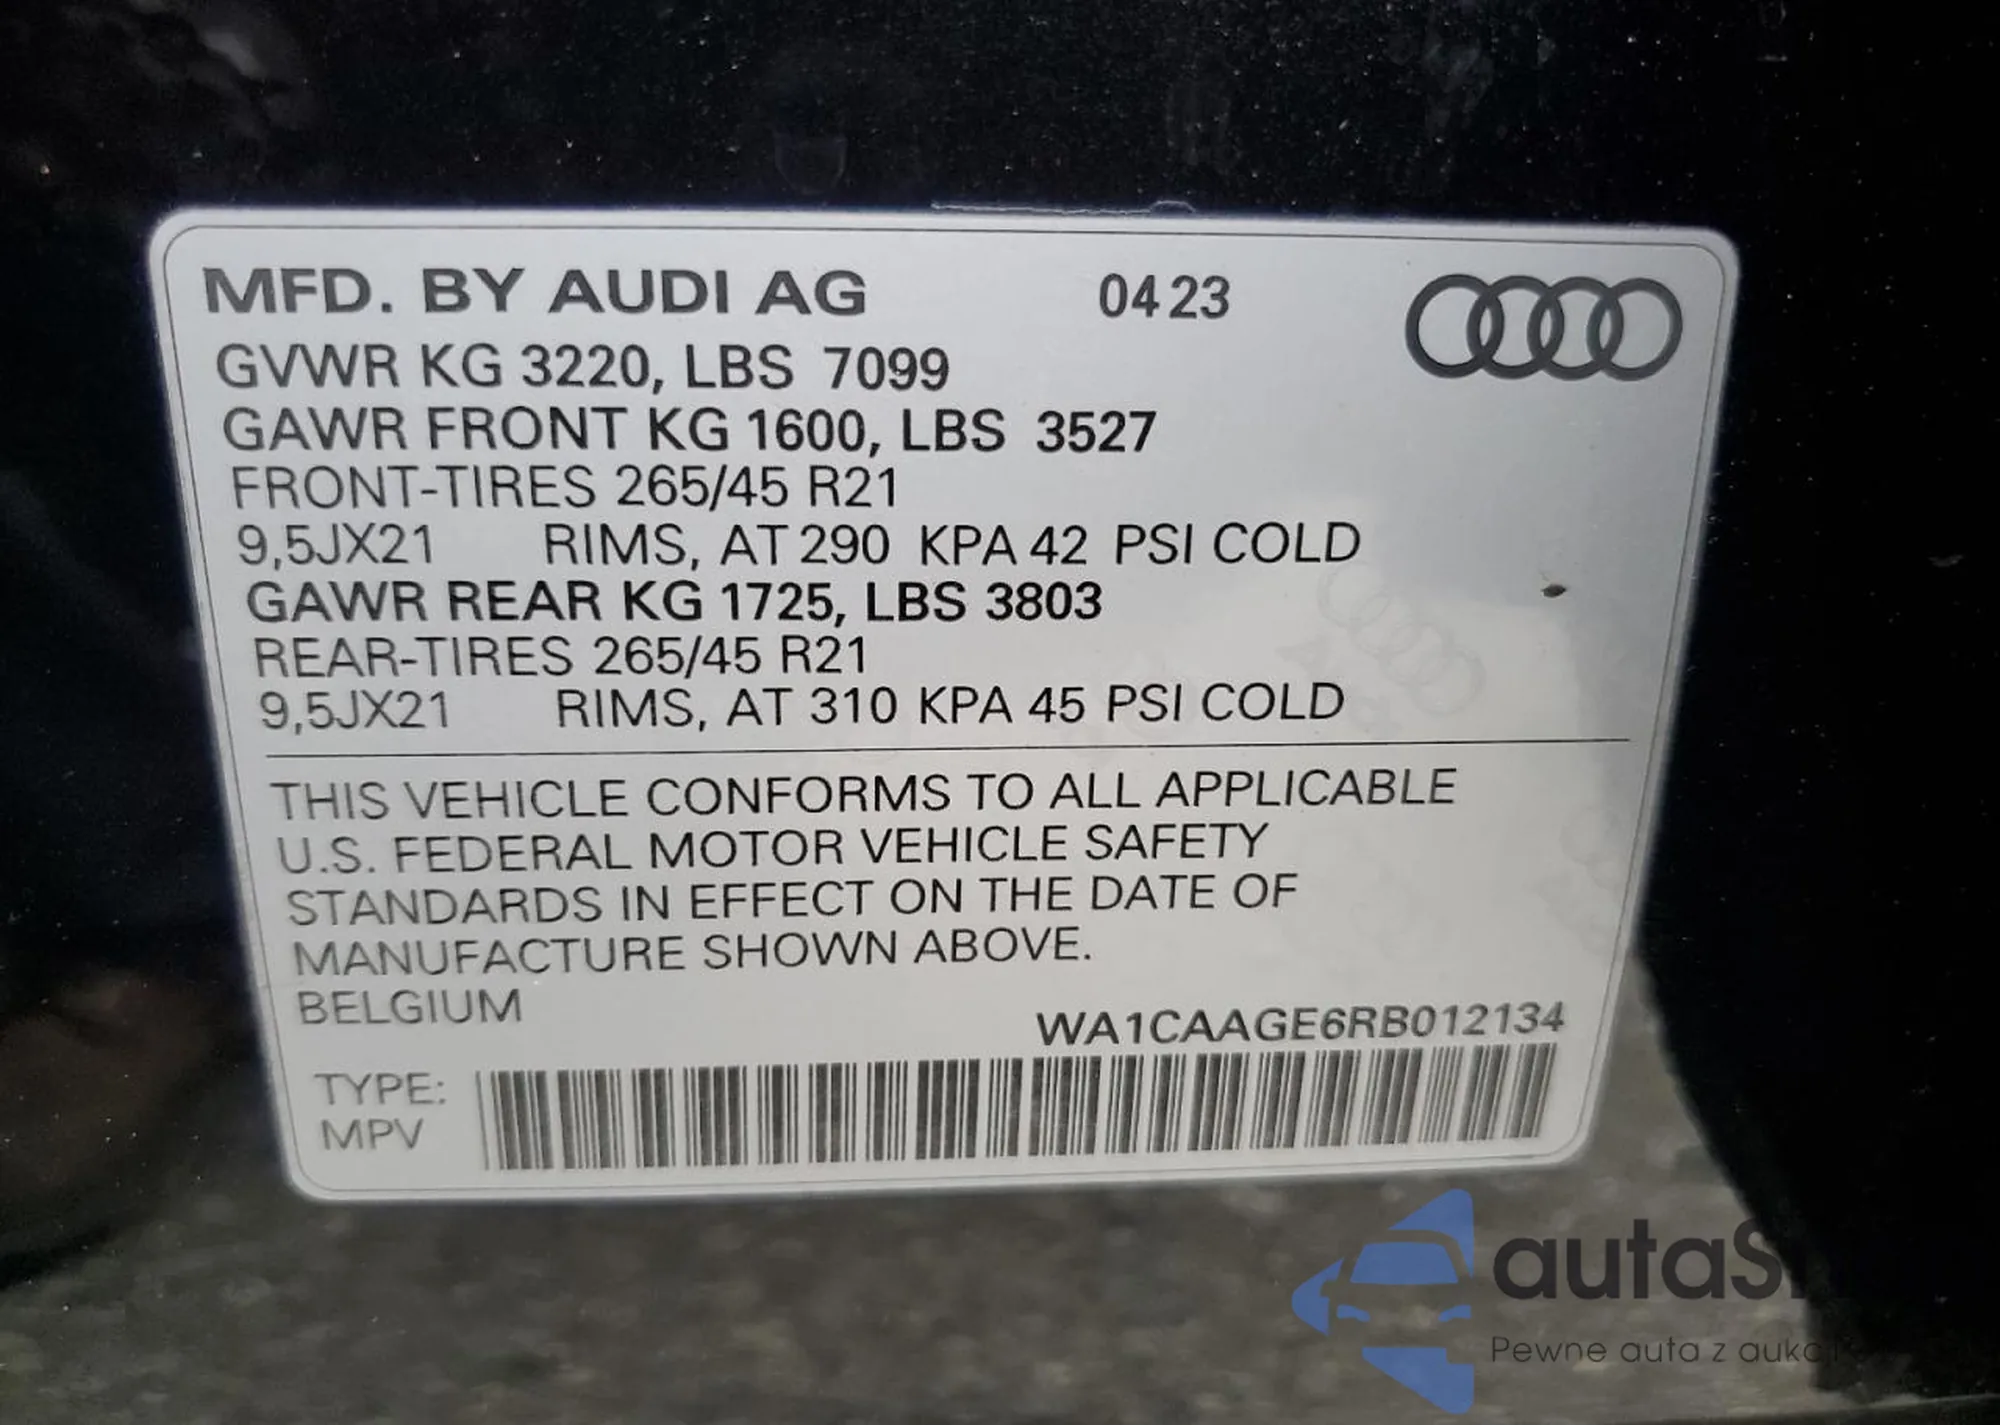 MFD. BY AUDI AG 04 23
GVWR KG 3220, LBS 7099
GAWR FRONT KG 1600, LBS 3527
FRONT-TIRES 265/45 R21
9,5JX21 RIMS, AT 290 KPA 42 PSI COLD
GAWR REAR KG 1725, LBS 3803
REAR-TIRES 265/45 R21
9,5JX21 RIMS, AT 310 KPA 45 PSI COLD
THIS VEHICLE CONFORMS TO ALL APPLICABLE
U.S. FEDERAL MOTOR VEHICLE SAFETY
STANDARDS IN EFFECT ON THE DATE OF
MANUFACTURE SHOWN ABOVE.
BELGIUM
WA1CAAGE6RB012134
TYPE:
MPV
Pewne auta z